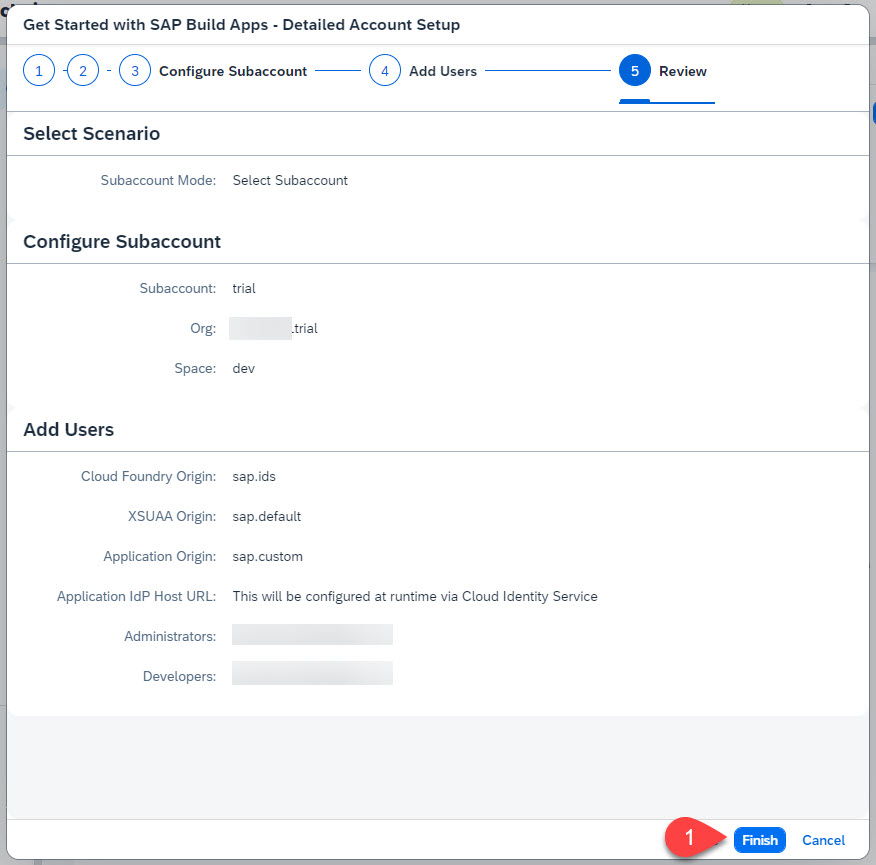 Get Started with SAP Build Apps - Detailed Account Setup
1 2 3 Configure Subaccount 4 Add Users 5 Review
Select Scenario
Subaccount Mode: Select Subaccount
Configure Subaccount
Subaccount: trial
Org: trial
Space: dev
Add Users
Cloud Foundry Origin: sap.ids
XSUAA Origin: sap.default
Application Origin: sap.custom
Application IdP Host URL: This will be configured at runtime via Cloud Identity Service
Administrators:
Developers:
1 Finish Cancel